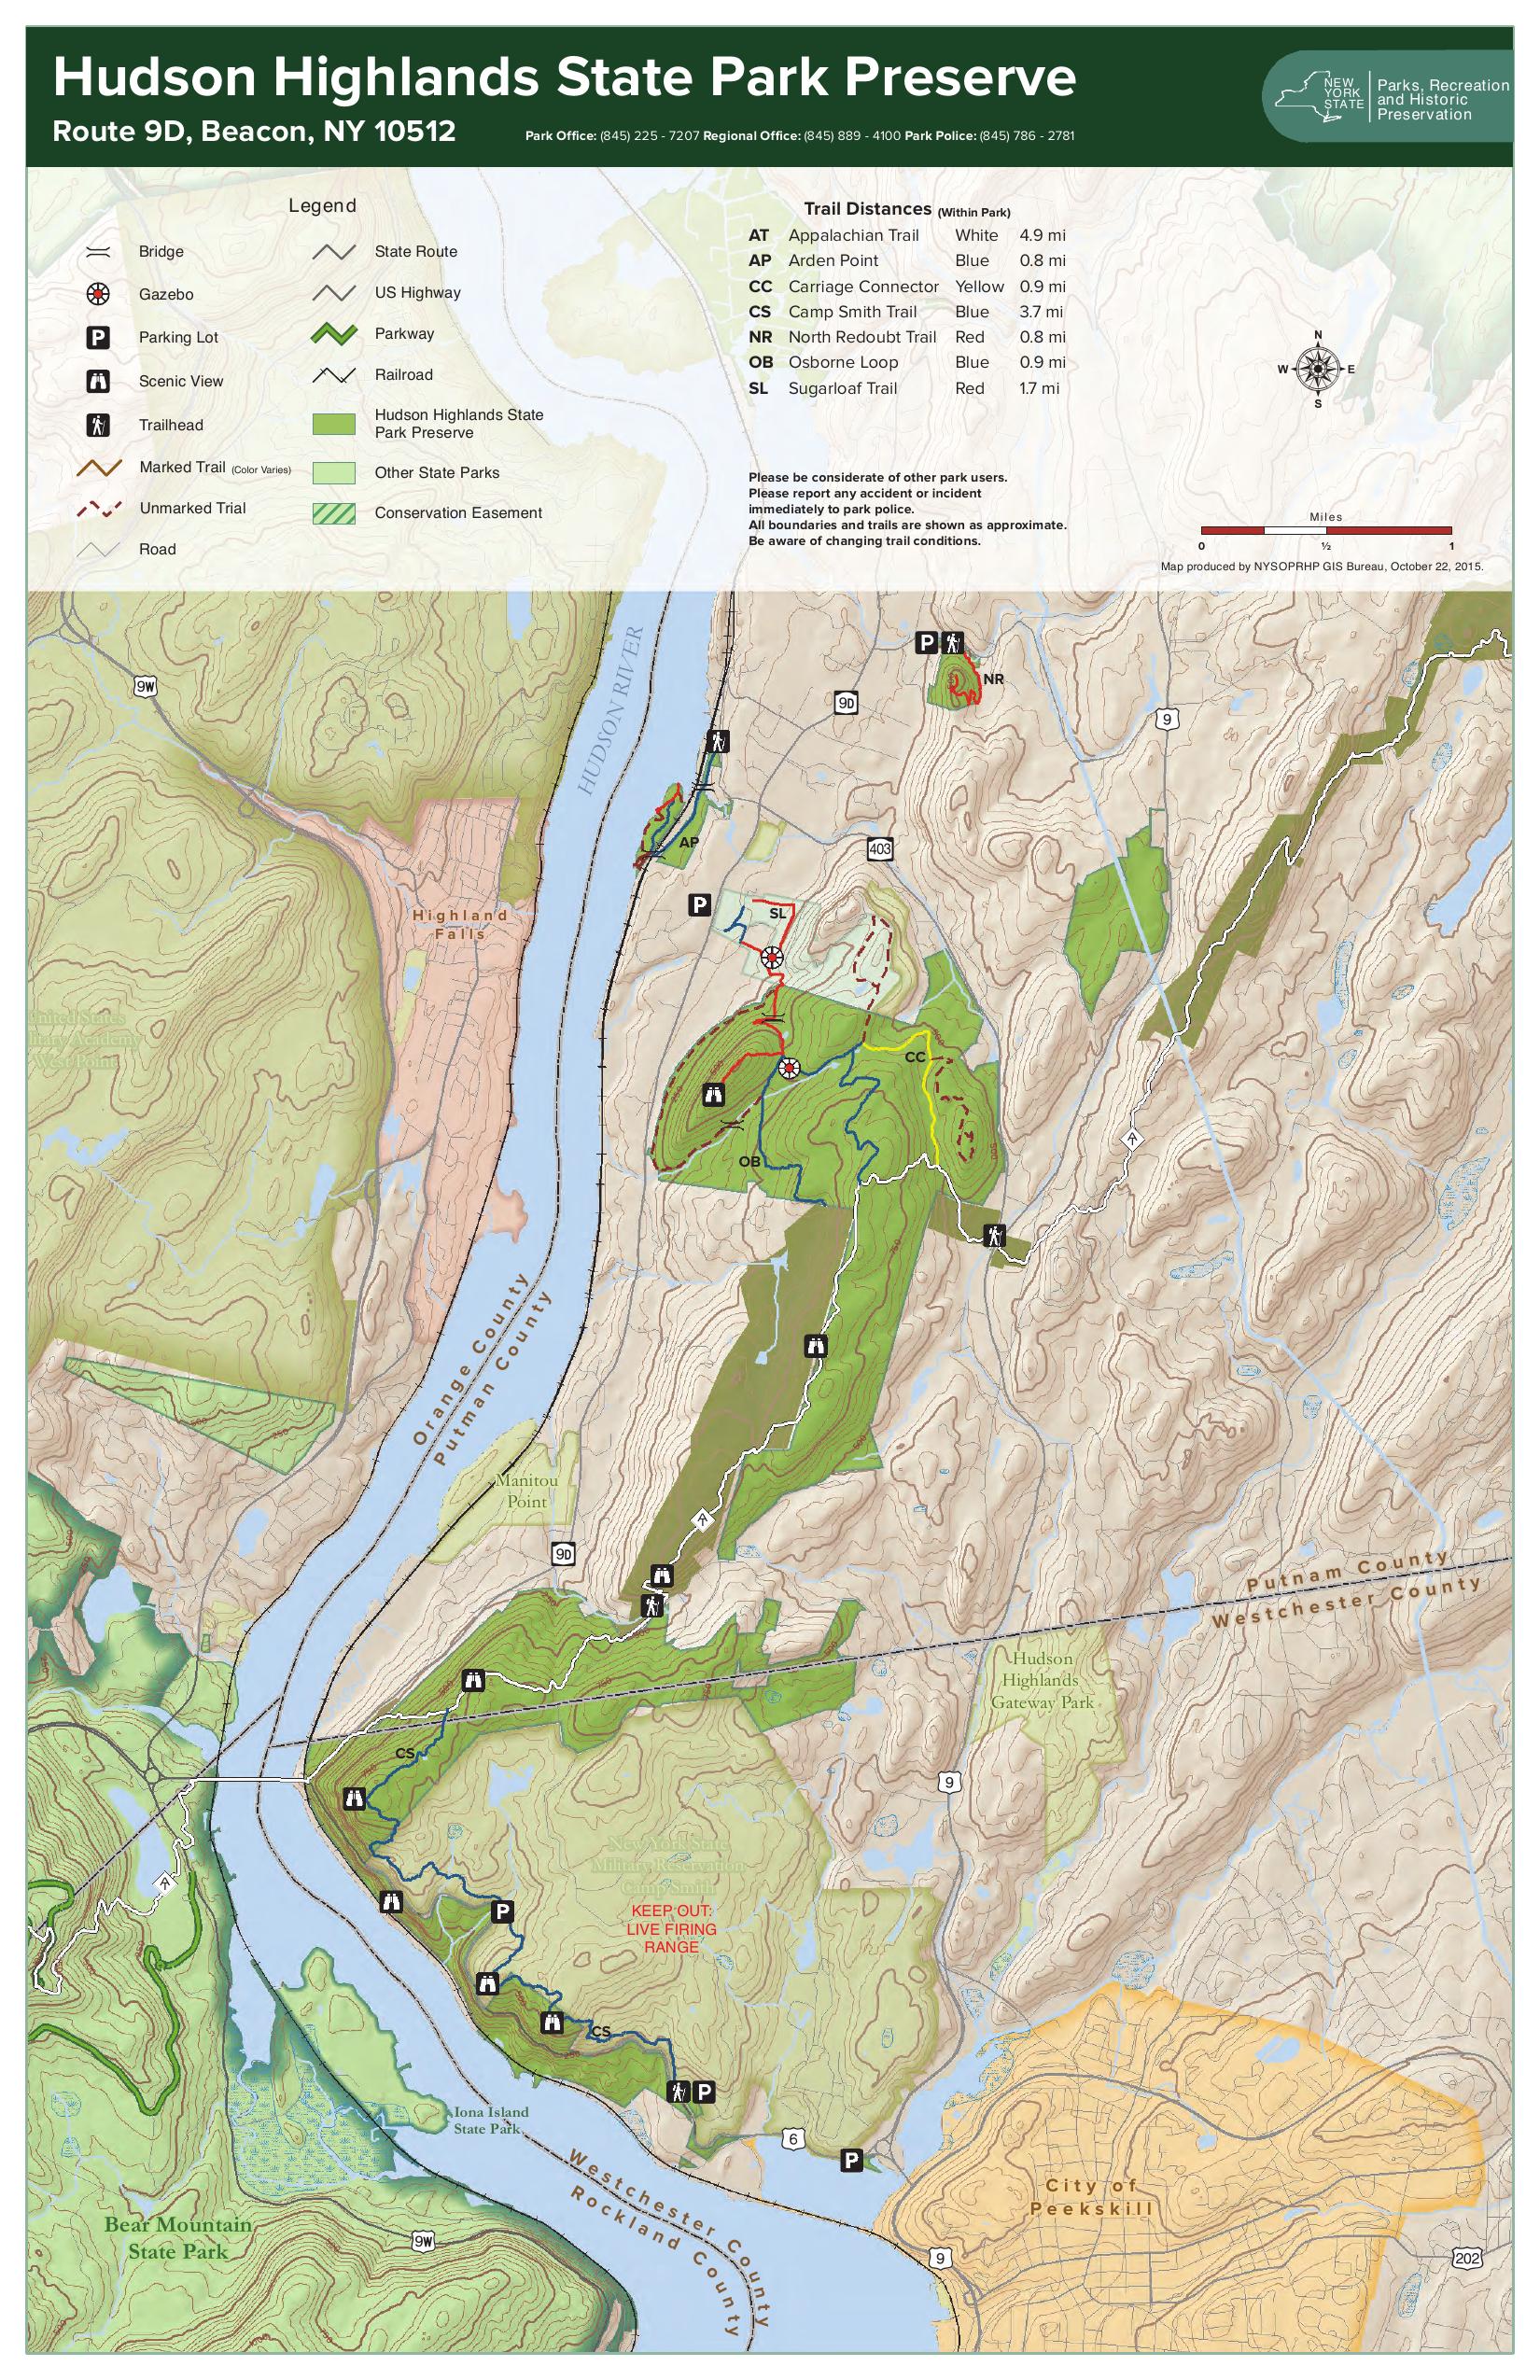 Hudson Highlands State Park Preserve
Route 9D, Beacon, NY 10512
Park Office: (845) 225 - 7207 Regional Office: (845) 889 - 4100 Park Police: (845) 786 - 2781
NEW
YORK
STATE
Parks, Recreation
and Historic
Preservation
Legend
Bridge
Gazebo
P
Parking Lot
Scenic View
Trailhead
Marked Trail (Color Varies)
Unmarked Trial
Road
State Route
US Highway
Parkway
Railroad
Hudson Highlands State
Park Preserve
Other State Parks
Conservation Easement
Trail Distances (Within Park)
AT Appalachian Trail White 4.9 mi
AP Arden Point Blue 0.8 mi
CC Carriage Connector Yellow 0.9 mi
CS Camp Smith Trail Blue 3.7 mi
NR North Redoubt Trail Red 0.8 mi
OB Osborne Loop Blue 0.9 mi
SL Sugarloaf Trail Red 1.7 mi
Please be considerate of other park users.
Please report any accident or incident
immediately to park police.
All boundaries and trails are shown as approximate.
Be aware of changing trail conditions.
N
W E
S
Miles
0 ½ 1
Map produced by NYSOPRHP GIS Bureau, October 22, 2015.
HUDSON RIVER
P
NR
9W
9D
9
AP
403
P
SL
Highland
Falls
United States
Military Academy
West Point
CC
OB
Orange County
Putman County
Manitou
Point
9D
Putnam County
Westchester County
Hudson
Highlands
Gateway Park
CS
9
New York State
Military Reservation
Camp Smith
KEEP OUT:
LIVE FIRING
RANGE
P
CS
P
Iona Island
State Park
6
P
Westchester County
Rockland County
City of
Peekskill
Bear Mountain
State Park
9W
9
202